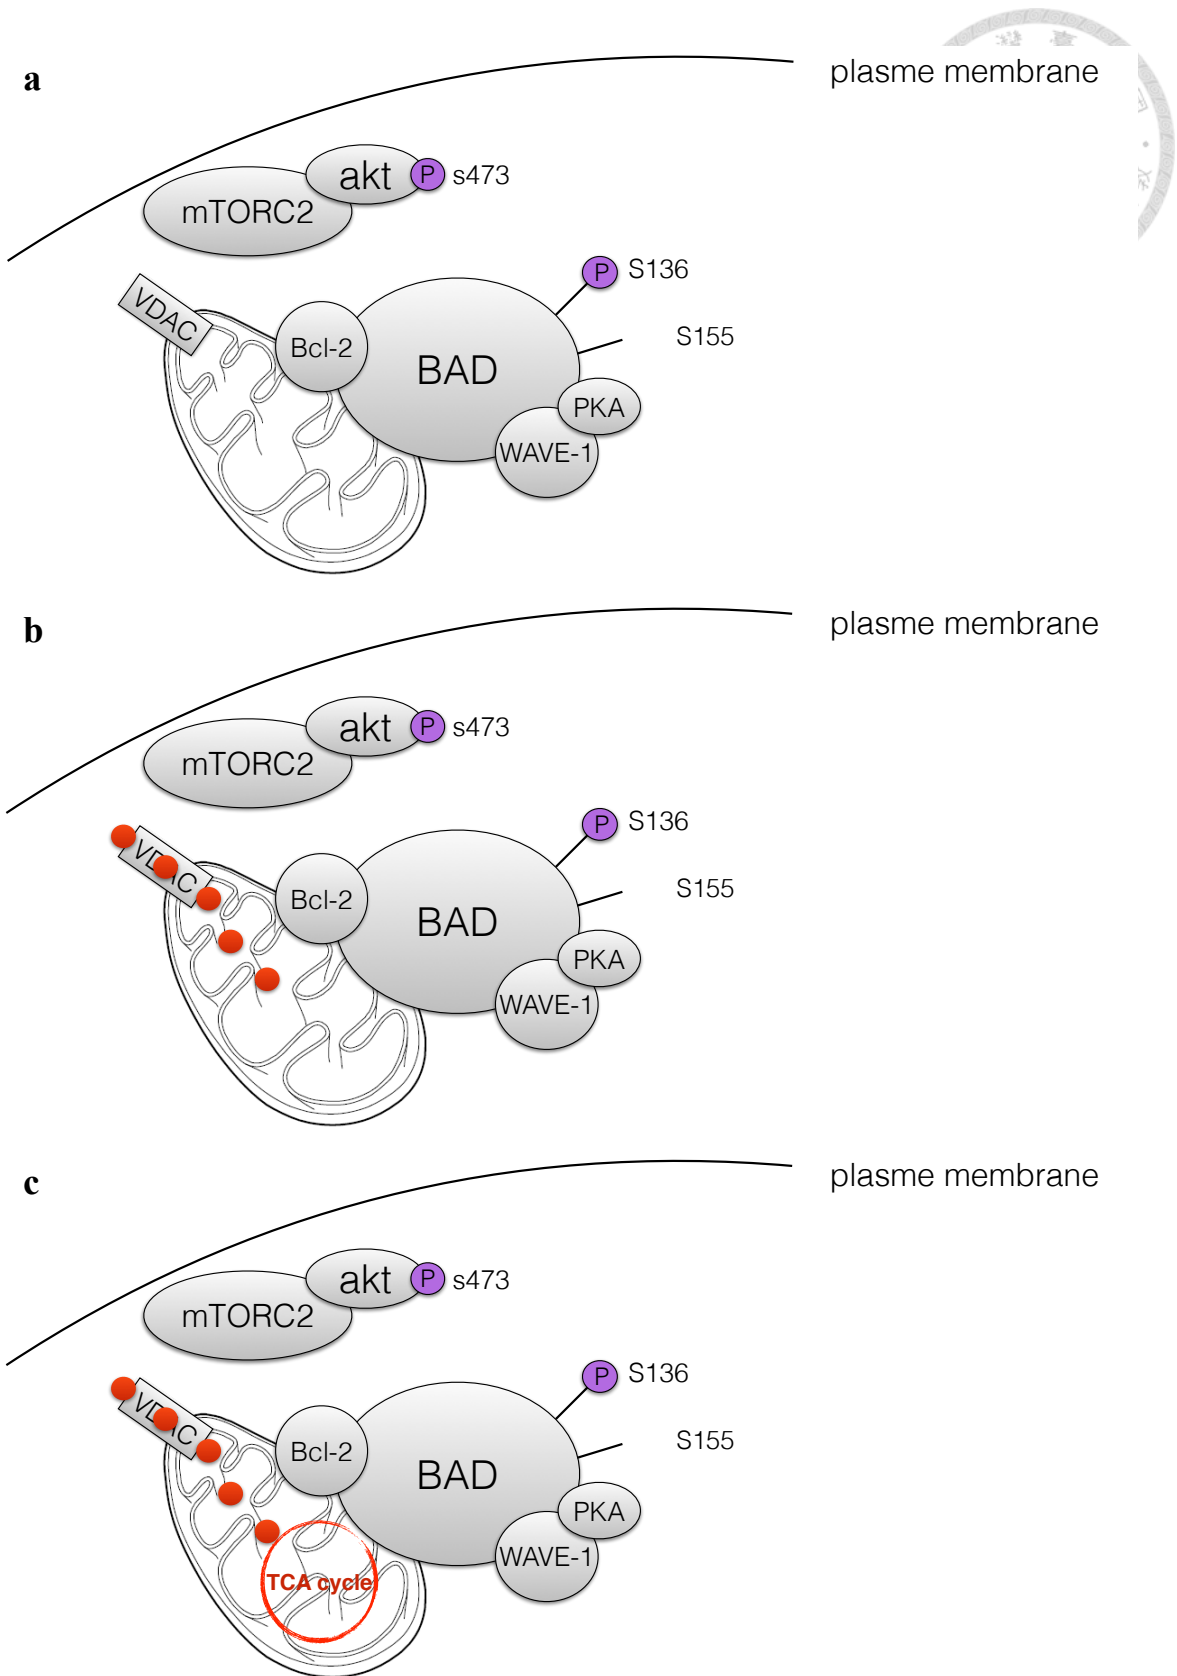 a
plasme membrane
akt
P
s473
mTORC2
P
S136
VDAC
S155
Bcl-2
BAD
PKA
WAVE-1
b
plasme membrane
akt
P
s473
mTORC2
P
S136
VDAC
S155
Bcl-2
BAD
PKA
WAVE-1
c
plasme membrane
akt
P
s473
mTORC2
P
S136
VDAC
S155
Bcl-2
BAD
PKA
WAVE-1
TCA cycle